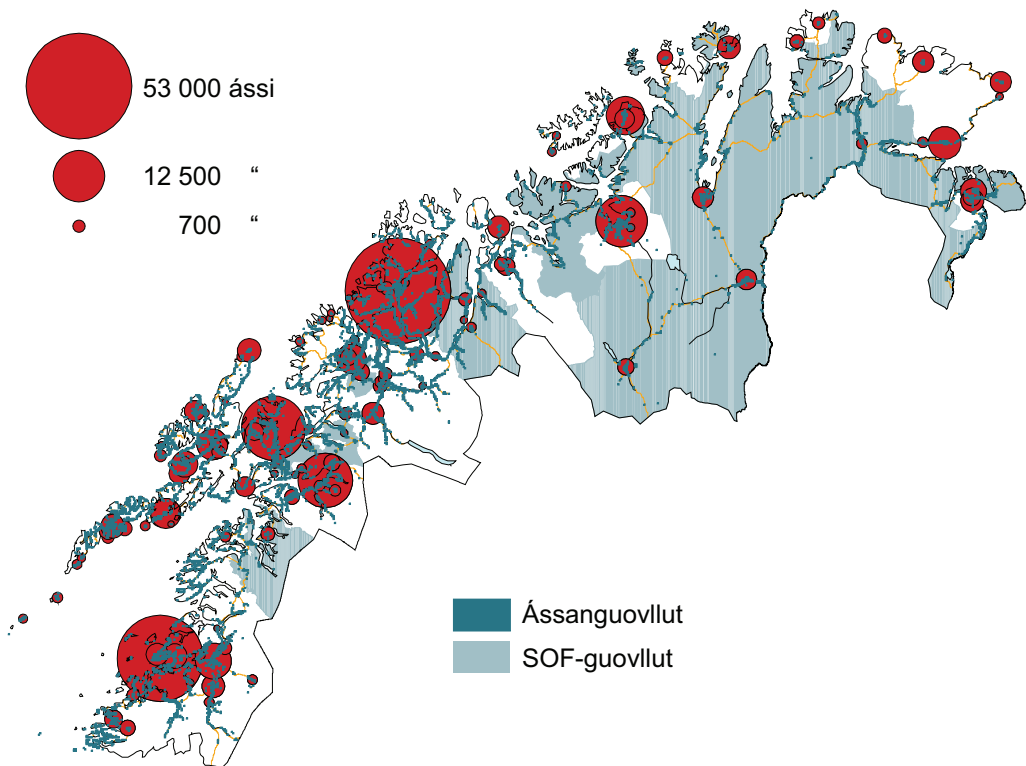 53 000 ássi
12 500 “
700 “
Ássanguovllut
SOF-guovllut